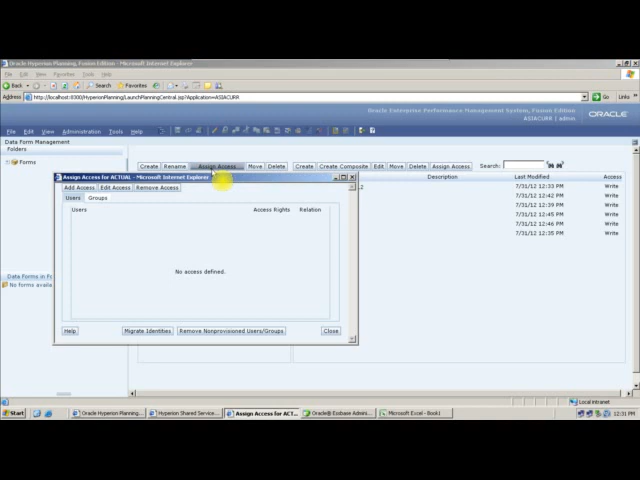 Oracle Hyperion Planning, Fusion Edition - Microsoft Internet Explorer
File Edit View Favorites Tools Help
Back Search Favorites
Address http://localhost:8300/HyperionPlanning/LaunchPlanningCentral.jsp?Application=ASIACURR Go Links
Oracle Enterprise Performance Management System, Fusion Edition
ASIACURR | admin ORACLE
File Edit View Administration Tools Help
Data Form Management
Folders
Forms
Create Rename Assign Access Move Delete Create Create Composite Edit Move Delete Assign Access Search:
Description Last Modified Access
7/31/12 12:33 PM Write
7/31/12 12:42 PM Write
7/31/12 12:39 PM Write
7/31/12 12:45 PM Write
7/31/12 12:46 PM Write
7/31/12 12:35 PM Write
Assign Access for ACTUAL - Microsoft Internet Explorer
Add Access Edit Access Remove Access
Users Groups
Users Access Rights Relation
No access defined.
Help Migrate Identities Remove Nonprovisioned Users/Groups Close
Data Forms in Fo
No forms availa
Local intranet
Start Oracle Hyperion Planning... Hyperion Shared Service... Assign Access for ACT... Oracle® Essbase Admini... Microsoft Excel - Book1 12:31 PM